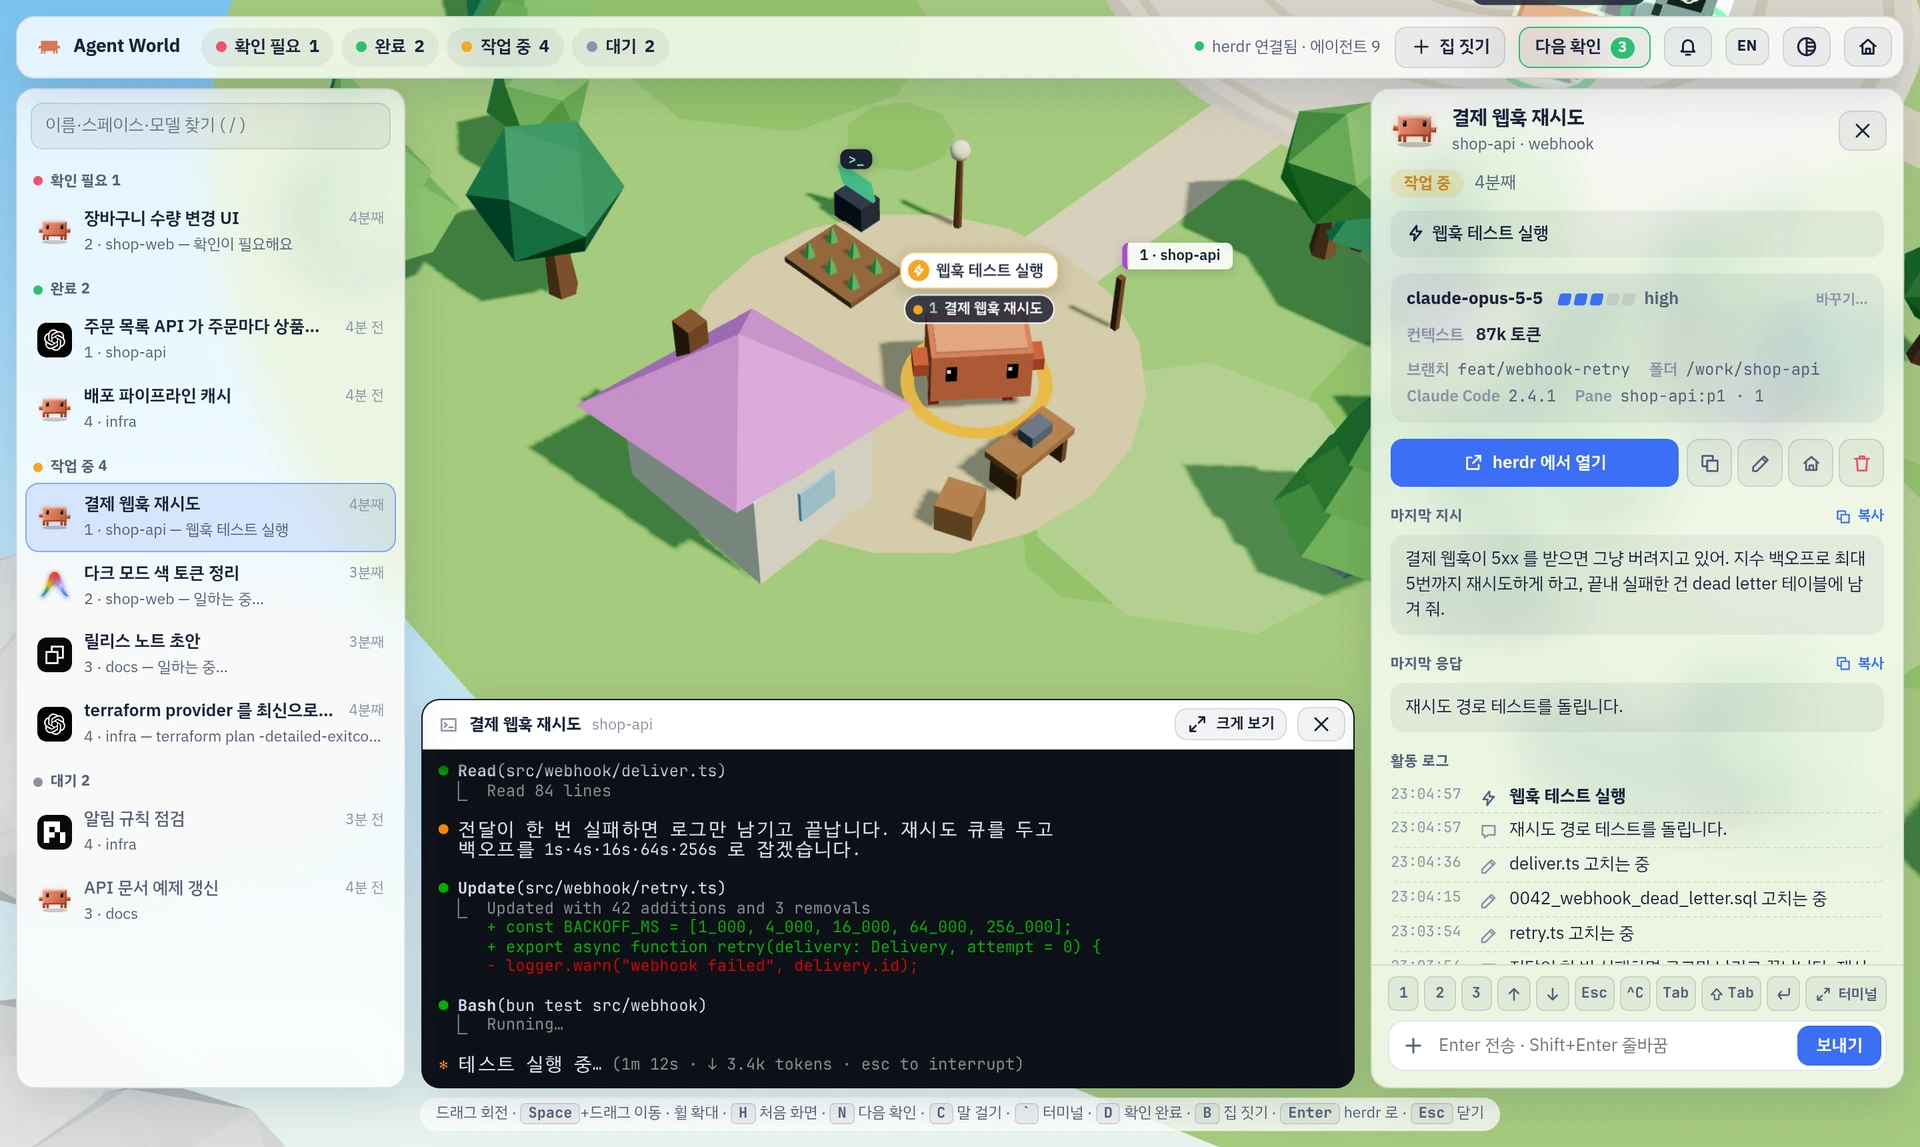 Agent World
확인 필요 1
완료 2
작업 중 4
대기 2
herdr 연결됨 · 에이전트 9
집 짓기
다음 확인 3
EN
이름·스페이스·모델 찾기 ( / )
확인 필요 1
장바구니 수량 변경 UI 4분째
2 · shop-web — 확인이 필요해요
완료 2
주문 목록 API 가 주문마다 상품... 4분 전
1 · shop-api
배포 파이프라인 캐시 4분 전
4 · infra
작업 중 4
결제 웹훅 재시도 4분째
1 · shop-api — 웹훅 테스트 실행
다크 모드 색 토큰 정리 3분째
2 · shop-web — 일하는 중...
릴리스 노트 초안 3분째
3 · docs — 일하는 중...
terraform provider 를 최신으로... 4분째
4 · infra — terraform plan -detailed-exitco...
대기 2
알림 규칙 점검 3분 전
4 · infra
API 문서 예제 갱신 4분 전
3 · docs
>_
1 · shop-api
웹훅 테스트 실행
1 결제 웹훅 재시도
결제 웹훅 재시도 shop-api
크게 보기
Read(src/webhook/deliver.ts)
Read 84 lines
전달이 한 번 실패하면 로그만 남기고 끝납니다. 재시도 큐를 두고
백오프를 1s·4s·16s·64s·256s 로 잡겠습니다.
Update(src/webhook/retry.ts)
Updated with 42 additions and 3 removals
+ const BACKOFF_MS = [1_000, 4_000, 16_000, 64_000, 256_000];
+ export async function retry(delivery: Delivery, attempt = 0) {
- logger.warn("webhook failed", delivery.id);
Bash(bun test src/webhook)
Running…
✻ 테스트 실행 중… (1m 12s · ↓ 3.4k tokens · esc to interrupt)
결제 웹훅 재시도
shop-api · webhook
작업 중 4분째
웹훅 테스트 실행
claude-opus-5-5 high 바꾸기...
컨텍스트 87k 토큰
브랜치 feat/webhook-retry 폴더 /work/shop-api
Claude Code 2.4.1 Pane shop-api:p1 · 1
herdr 에서 열기
마지막 지시 복사
결제 웹훅이 5xx 를 받으면 그냥 버려지고 있어. 지수 백오프로 최대
5번까지 재시도하게 하고, 끝내 실패한 건 dead letter 테이블에 남
겨 줘.
마지막 응답 복사
재시도 경로 테스트를 돌립니다.
활동 로그
23:04:57 웹훅 테스트 실행
23:04:57 재시도 경로 테스트를 돌립니다.
23:04:36 deliver.ts 고치는 중
23:04:15 0042_webhook_dead_letter.sql 고치는 중
23:03:54 retry.ts 고치는 중
1 2 3 ↑ ↓ Esc ^C Tab ⇧ Tab ↵ 터미널
Enter 전송 · Shift+Enter 줄바꿈
보내기
드래그 회전 · Space +드래그 이동 · 휠 확대 · H 처음 화면 · N 다음 확인 · C 말 걸기 · ` 터미널 · D 확인 완료 · B 집 짓기 · Enter herdr 로 · Esc 닫기